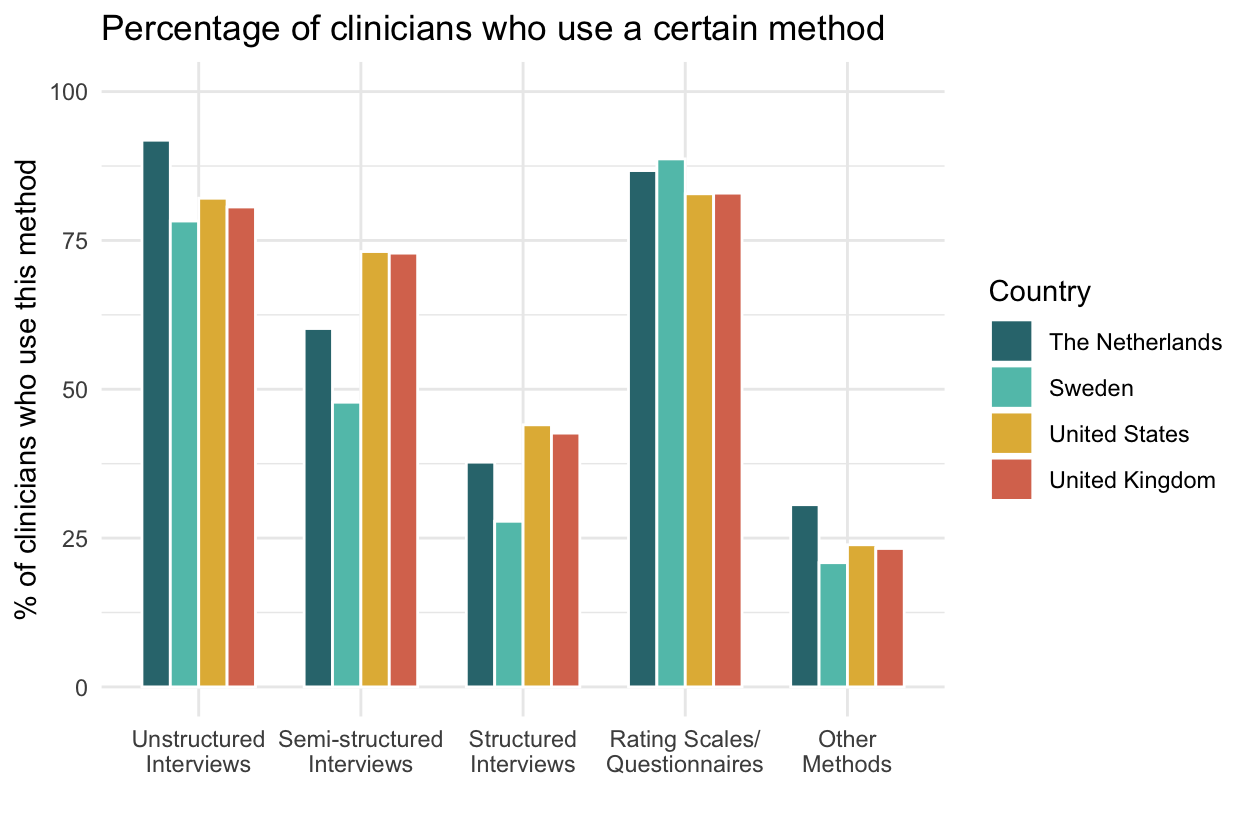 Percentage of clinicians who use a certain method
% of clinicians who use this method
100
75
50
25
0
Unstructured
Interviews
Semi-structured
Interviews
Structured
Interviews
Rating Scales/
Questionnaires
Other
Methods
Country
The Netherlands
Sweden
United States
United Kingdom